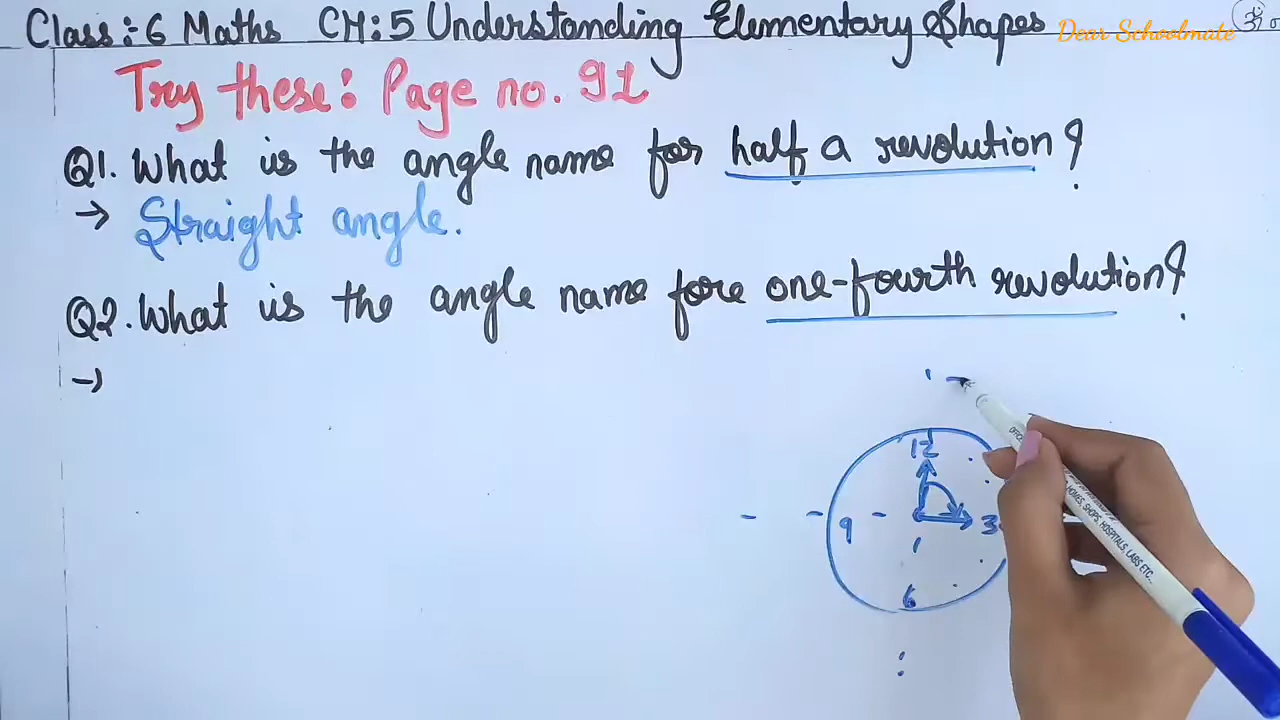 Class:-6 Maths CH:5 Understanding Elementary Shapes
Dear Schoolmate
Try these: Page no. 91
Q1. What is the angle name for half a revolution?
→ Straight angle.
Q2. What is the angle name fore one-fourth revolution?
→
12
9 3
6